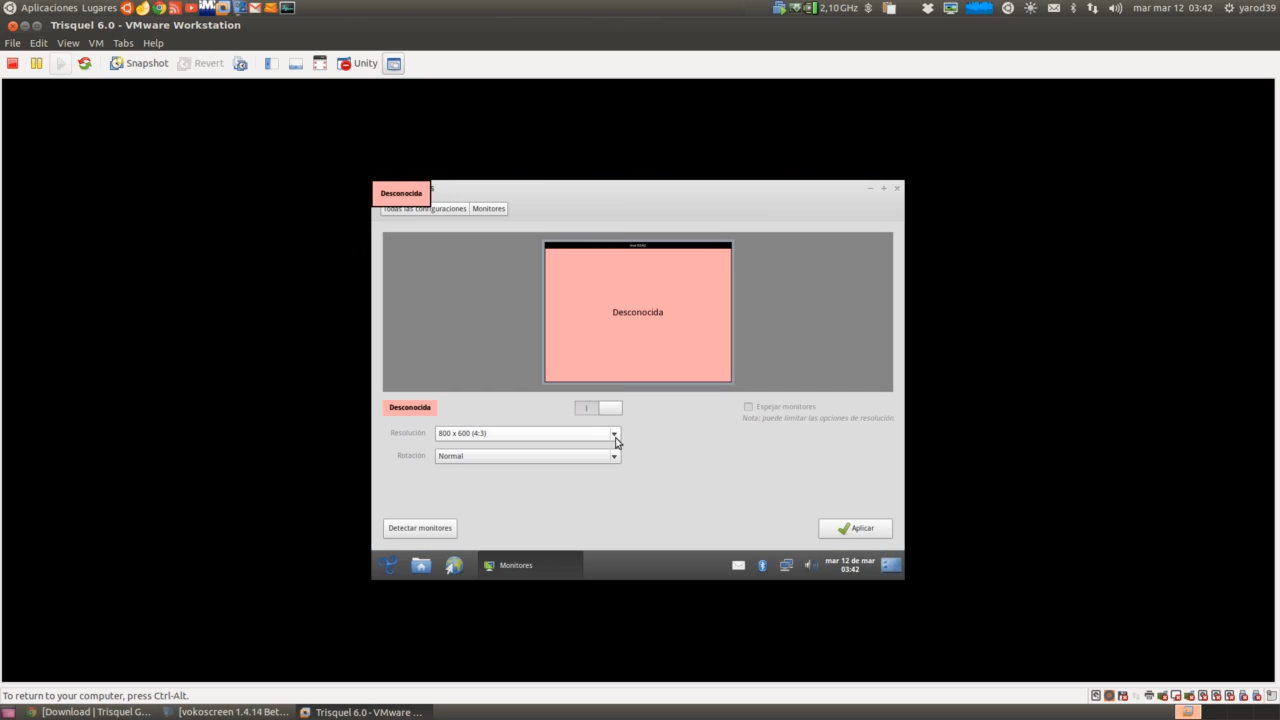 Aplicaciones Lugares
2,10GHz
mar mar 12 03:42
yarod39
Trisquel 6.0 - VMware Workstation
File Edit View VM Tabs Help
Snapshot
Revert
Unity
Desconocida
s
Todas las configuraciones
Monitores
Desconocida
Desconocida
Espejar monitores
Nota: puede limitar las opciones de resolución
Resolución
800 x 600 (4:3)
Rotación
Normal
Detectar monitores
Aplicar
Monitores
mar 12 de mar
03:42
To return to your computer, press Ctrl-Alt.
[Download | Trisquel G...
[vokoscreen 1.4.14 Bet...
Trisquel 6.0 - VMware ...